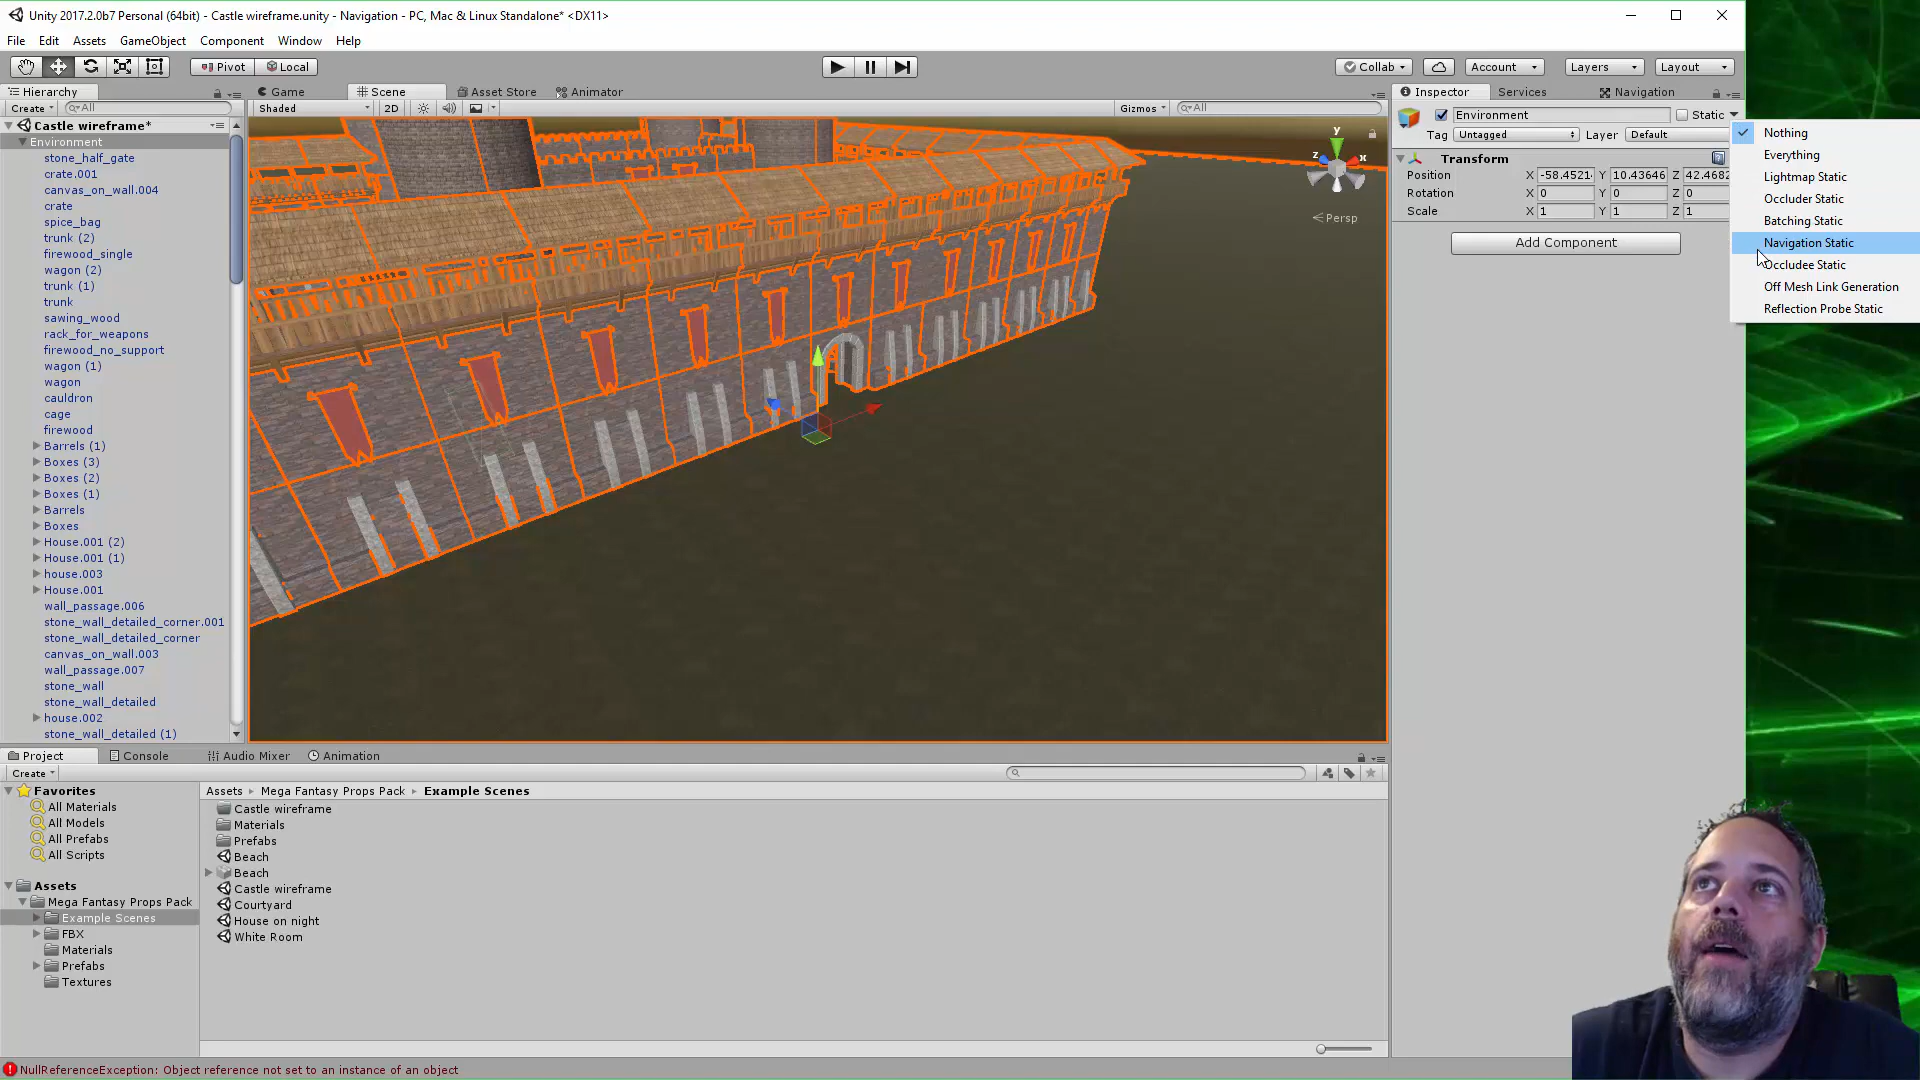 Unity 2017.2.0b7 Personal (64bit) - Castle wireframe.unity - Navigation - PC, Mac & Linux Standalone* <DX11>
File Edit Assets GameObject Component Window Help
Pivot Local Collab Account Layers Layout
Hierarchy Game Scene Asset Store Animator Inspector Services Navigation
Create All Shaded 2D Gizmos All
Environment Static
Tag Untagged Layer Default
Nothing
Everything
Lightmap Static
Occluder Static
Batching Static
Navigation Static
Occludee Static
Off Mesh Link Generation
Reflection Probe Static
Transform
Position X -58.4521 Y 10.43646 Z 42.4682
Rotation X 0 Y 0 Z 0
Scale X 1 Y 1 Z 1
Add Component
y
z x
Persp
Castle wireframe*
Environment
stone_half_gate
crate.001
canvas_on_wall.004
crate
spice_bag
trunk (2)
firewood_single
wagon (2)
trunk (1)
trunk
sawing_wood
rack_for_weapons
firewood_no_support
wagon (1)
wagon
cauldron
cage
firewood
Barrels (1)
Boxes (3)
Boxes (2)
Boxes (1)
Barrels
Boxes
House.001 (2)
House.001 (1)
house.003
House.001
wall_passage.006
stone_wall_detailed_corner.001
stone_wall_detailed_corner
canvas_on_wall.003
wall_passage.007
stone_wall
stone_wall_detailed
house.002
stone_wall_detailed (1)
Project Console Audio Mixer Animation
Create
Favorites
All Materials
All Models
All Prefabs
All Scripts
Assets
Mega Fantasy Props Pack
Example Scenes
FBX
Materials
Prefabs
Textures
Assets Mega Fantasy Props Pack Example Scenes
Castle wireframe
Materials
Prefabs
Beach
Beach
Castle wireframe
Courtyard
House on night
White Room
NullReferenceException: Object reference not set to an instance of an object